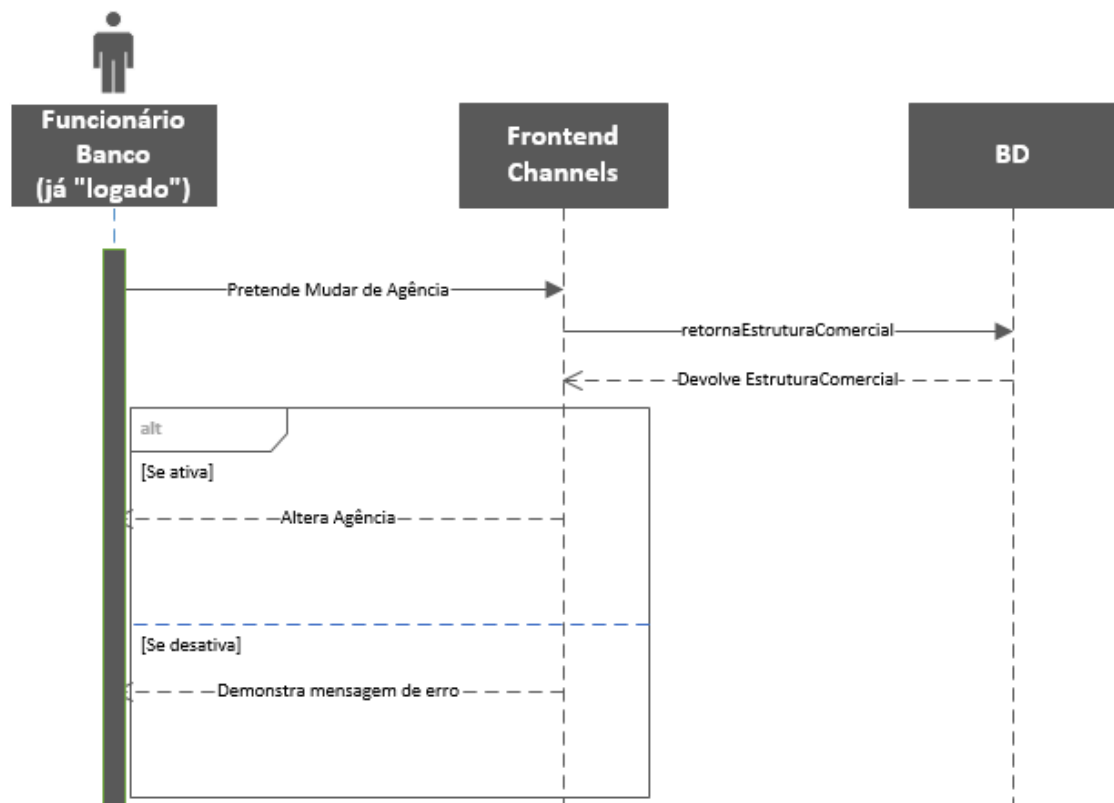 Funcionário
Banco
(já "logado")
Frontend
Channels
BD
Pretende Mudar de Agência
retornaEstruturaComercial
Devolve EstruturaComercial
alt
[Se ativa]
Altera Agência
[Se desativa]
Demonstra mensagem de erro